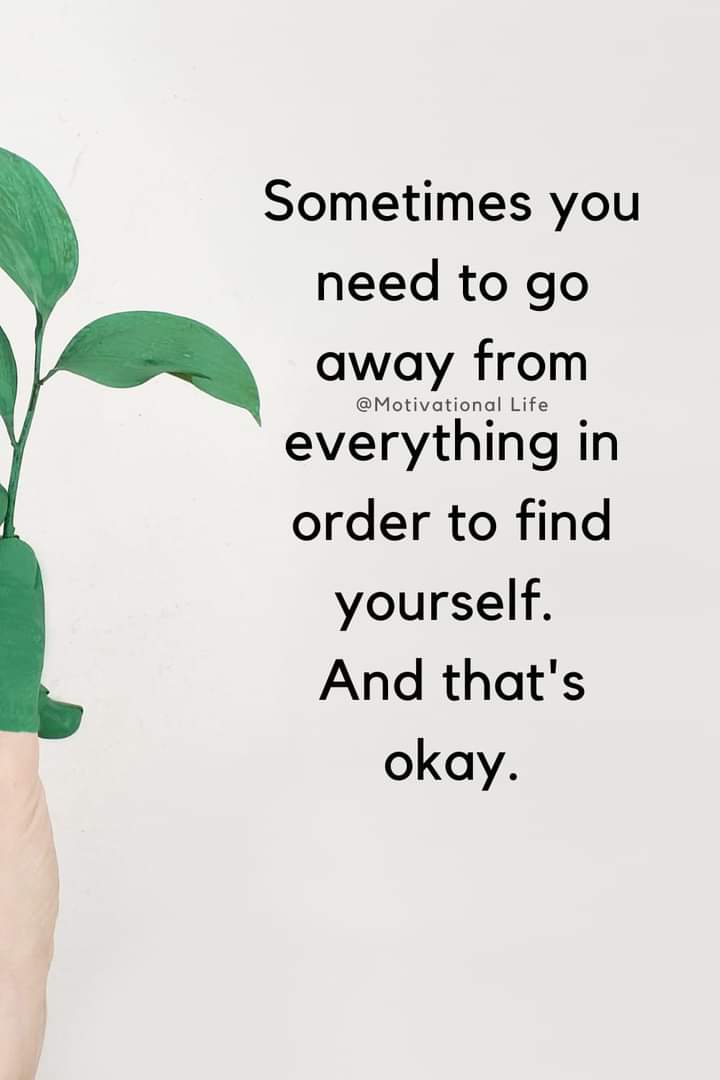 Sometimes you
need to go
away from
@Motivational Life
everything in
order to find
yourself.
And that's
okay.